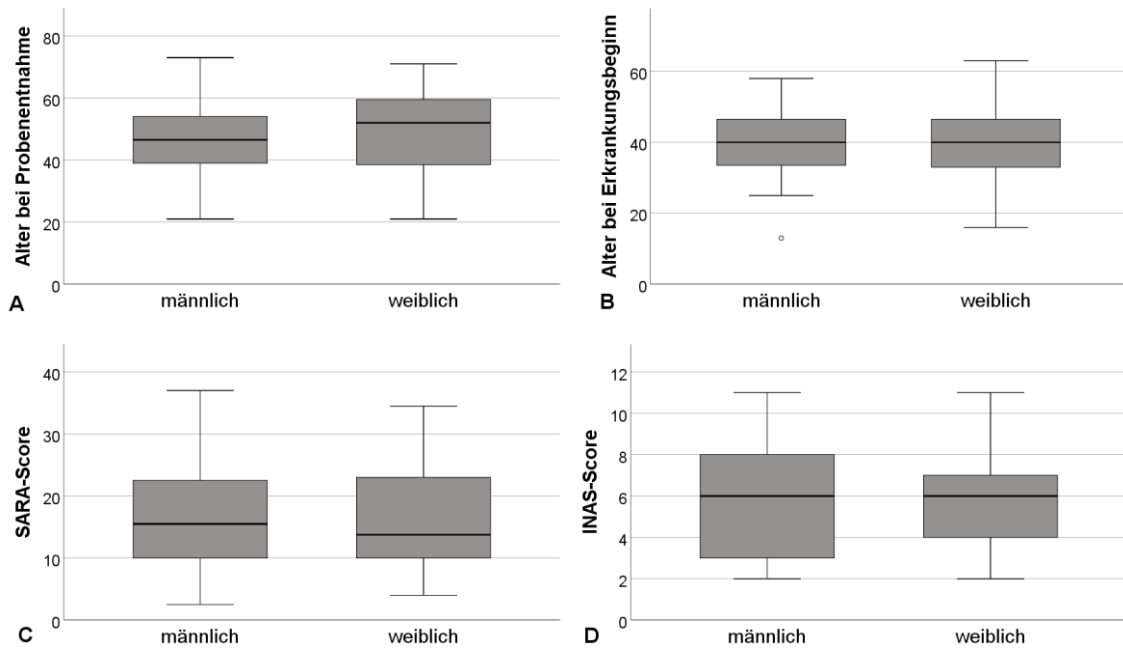 Alter bei Probenentnahme
80
60
40
20
0
männlich
weiblich
A
Alter bei Erkrankungsbeginn
60
40
20
0
männlich
weiblich
B
SARA-Score
40
30
20
10
0
männlich
weiblich
C
INAS-Score
12
10
8
6
4
2
0
männlich
weiblich
D